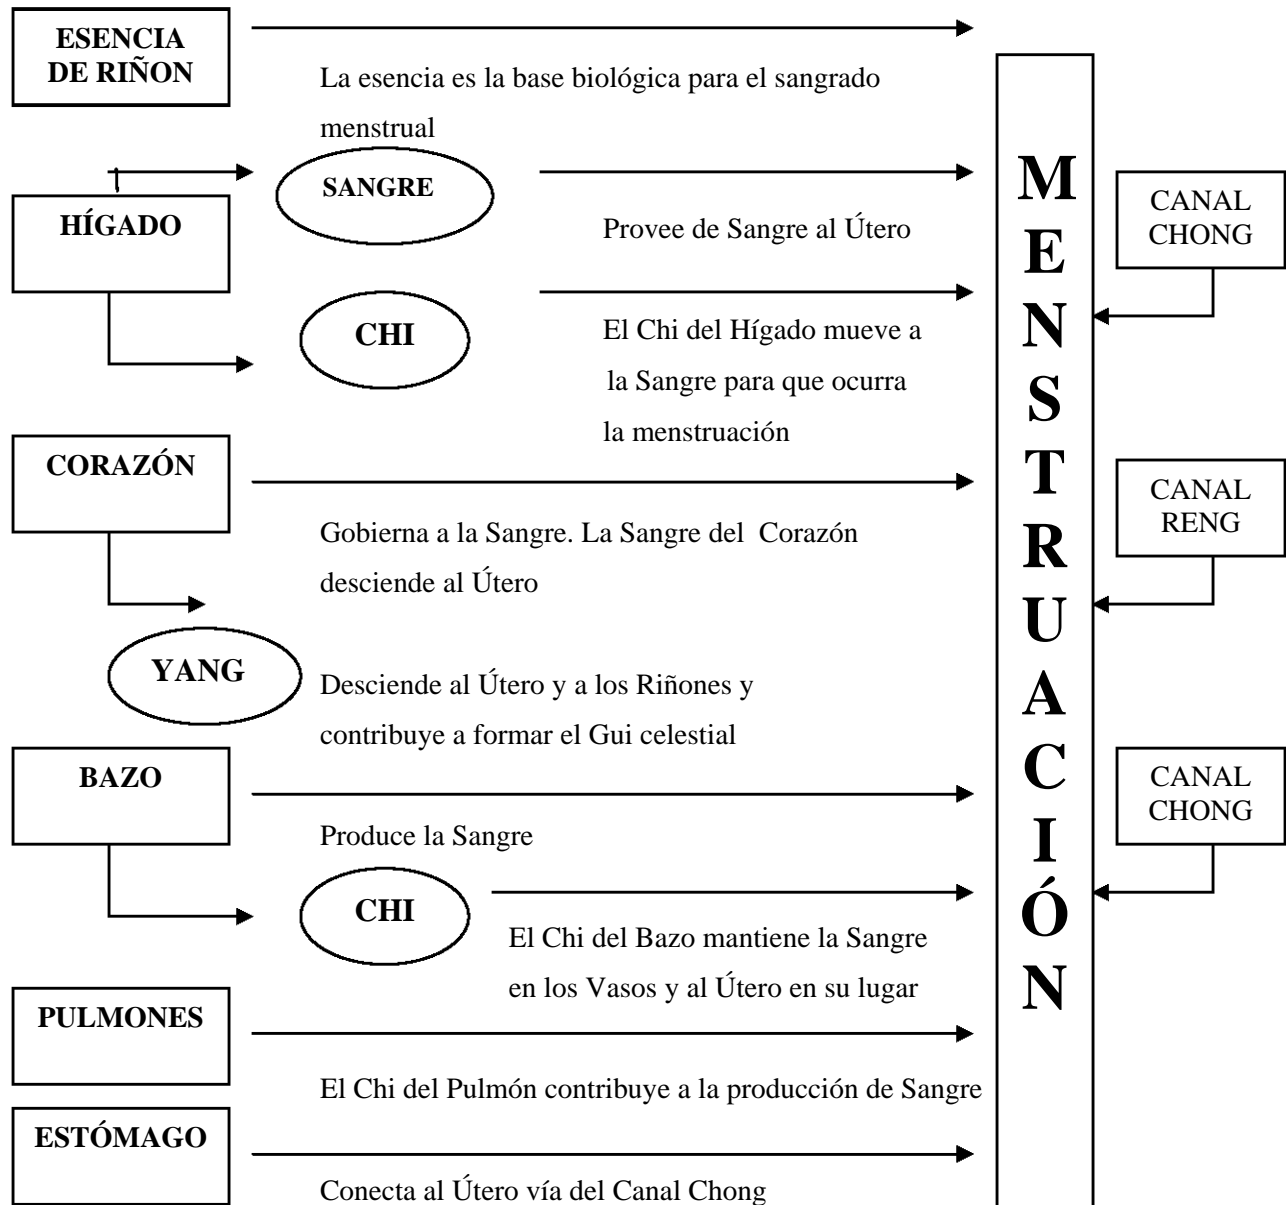 ESENCIA
DE RIÑON
La esencia es la base biológica para el sangrado
menstrual
HÍGADO
SANGRE
Provee de Sangre al Útero
CHI
El Chi del Hígado mueve a
la Sangre para que ocurra
la menstruación
CORAZÓN
Gobierna a la Sangre. La Sangre del Corazón
desciende al Útero
YANG
Desciende al Útero y a los Riñones y
contribuye a formar el Gui celestial
BAZO
Produce la Sangre
CHI
El Chi del Bazo mantiene la Sangre
en los Vasos y al Útero en su lugar
PULMONES
El Chi del Pulmón contribuye a la producción de Sangre
ESTÓMAGO
Conecta al Útero vía del Canal Chong
MENSTRUACIÓN
CANAL
CHONG
CANAL
RENG
CANAL
CHONG